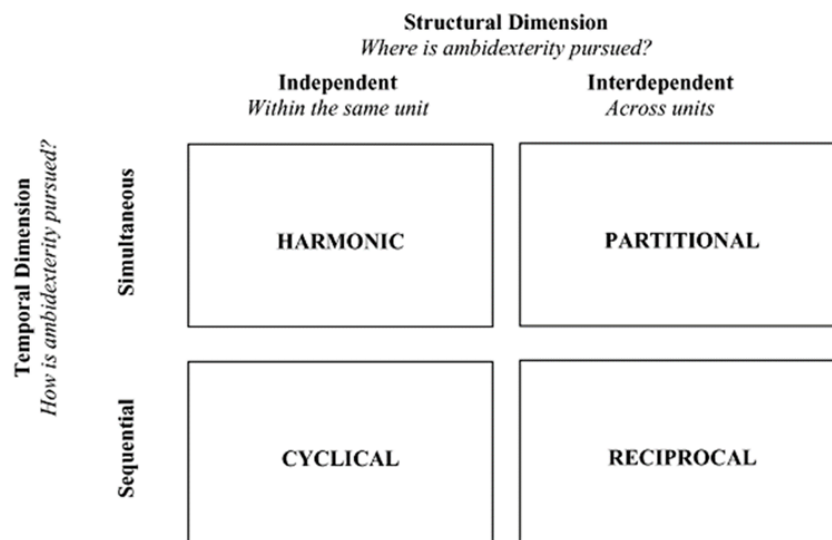 Structural Dimension
Where is ambidexterity pursued?
Independent
Within the same unit
Interdependent
Across units
Temporal Dimension
How is ambidexterity pursued?
Simultaneous
HARMONIC
PARTITIONAL
Sequential
CYCLICAL
RECIPROCAL